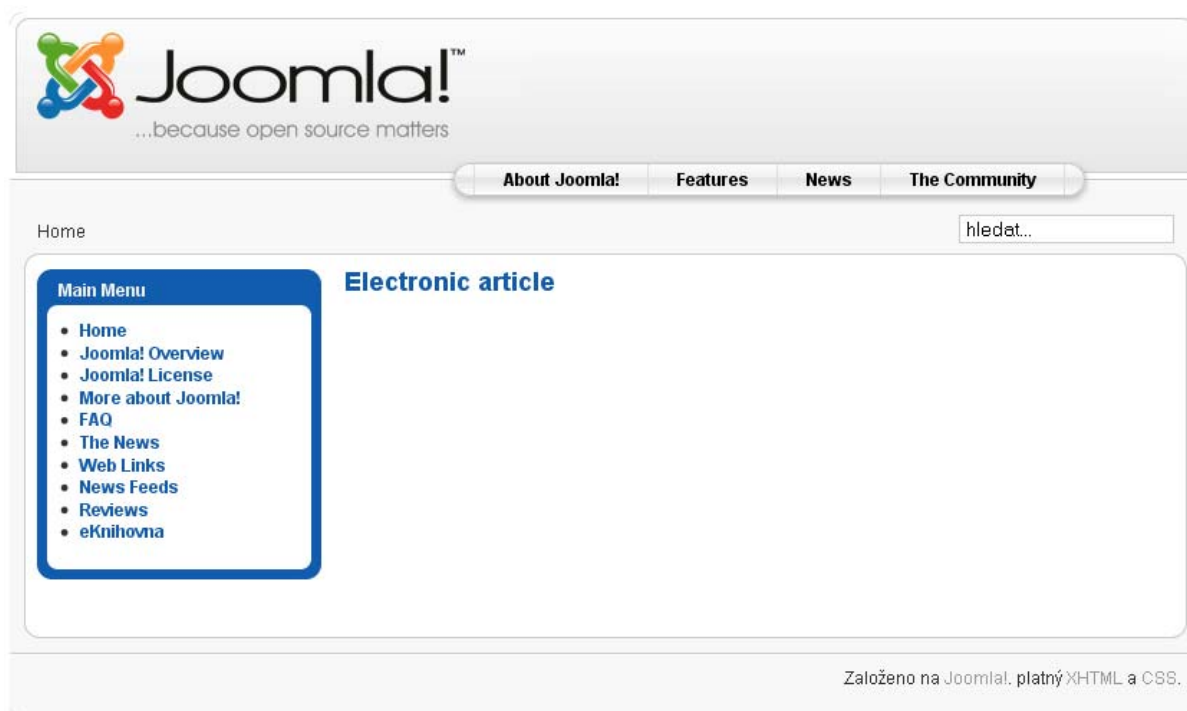 Joomla!™
...because open source matters
About Joomla! Features News The Community
Home
hledat...
Main Menu
Home
Joomla! Overview
Joomla! License
More about Joomla!
FAQ
The News
Web Links
News Feeds
Reviews
eKnihovna
Electronic article
Založeno na Joomla!. platný XHTML a CSS.